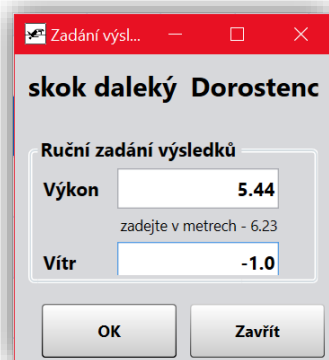 Zadání výsl...
skok daleký Dorostenc
Ruční zadání výsledků
Výkon 5.44
zadejte v metrech - 6.23
Vítr -1.0
OK Zavřít